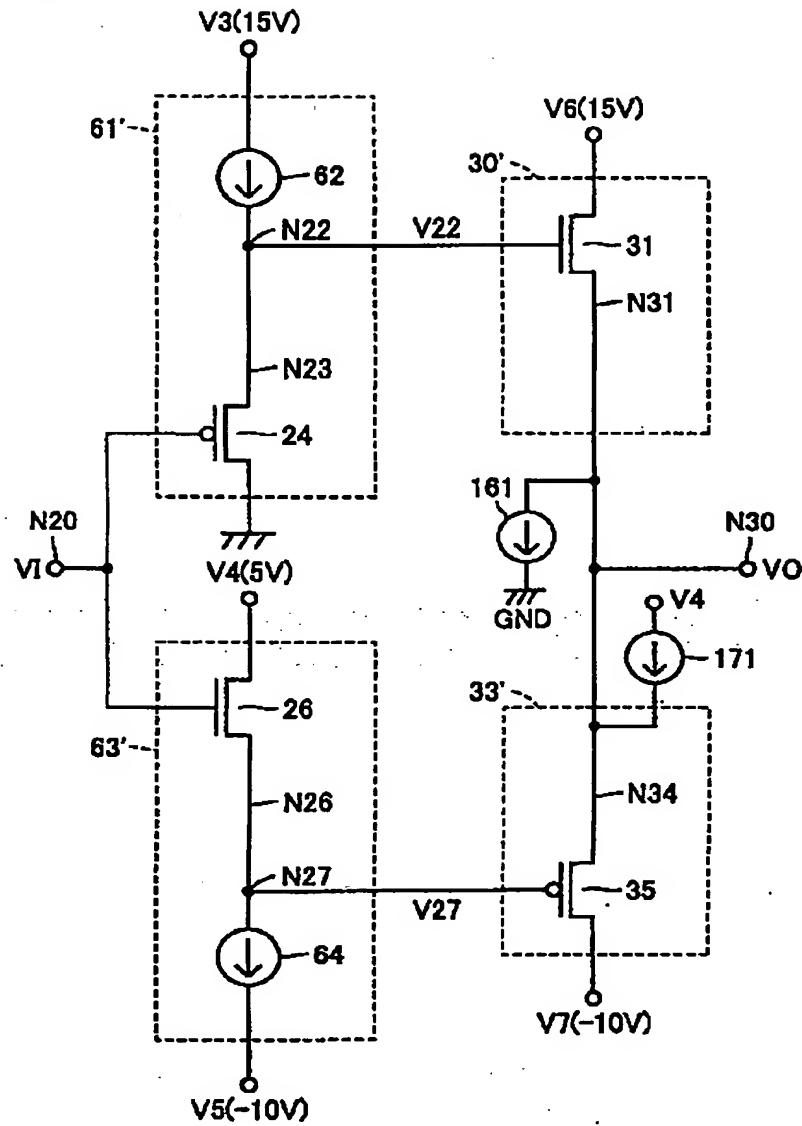 V3(15V)
61'
62
N22
V22
N23
24
V6(15V)
30'
31
N31
N20
VI
161
GND
N30
VO
V4(5V)
V4
171
26
63'
N26
N27
V27
64
33'
N34
35
V5(-10V)
V7(-10V)